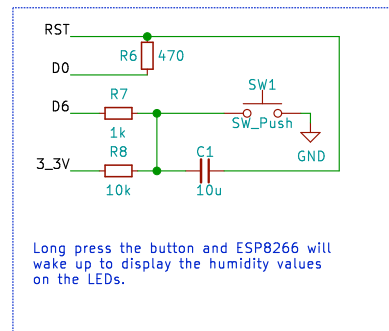 RST
R6 470
D0
SW1
D6
R7
SW_Push
1k
GND
R8
C1
3_3V
10k
10u
Long press the button and ESP8266 will
wake up to display the humidity values
on the LEDs.